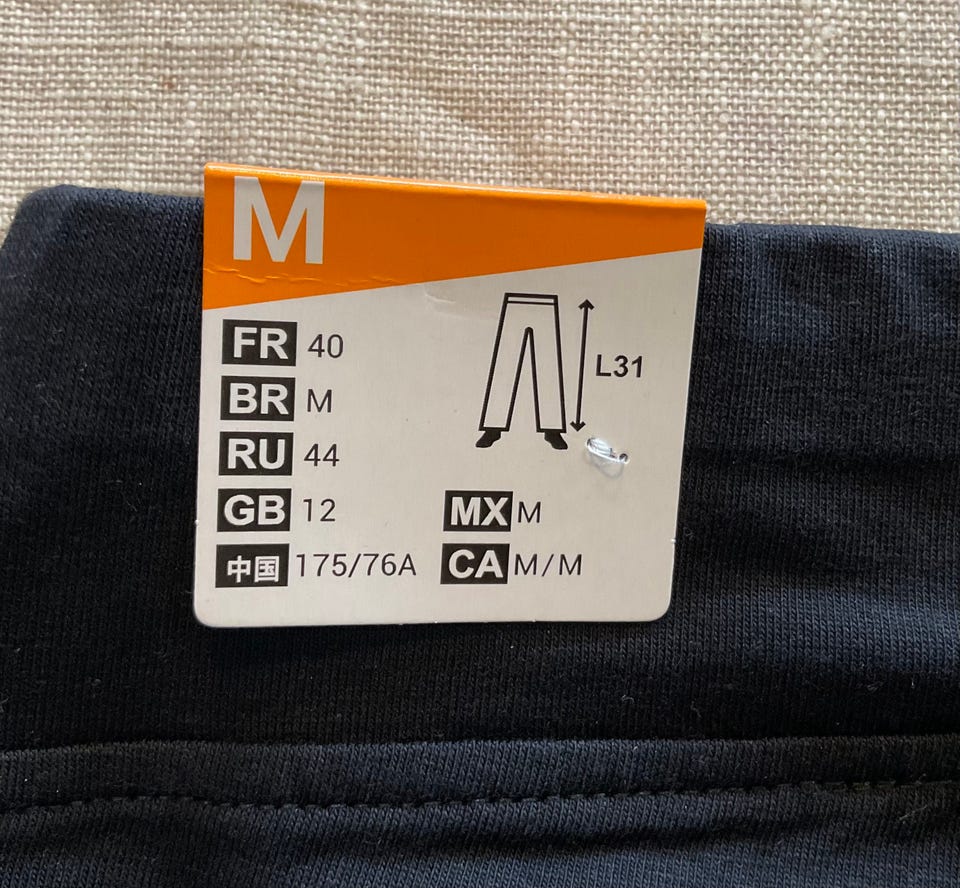 M
L31
FR 40
BR M
RU 44
GB 12
MX M
中国 175/76A
CA M/M